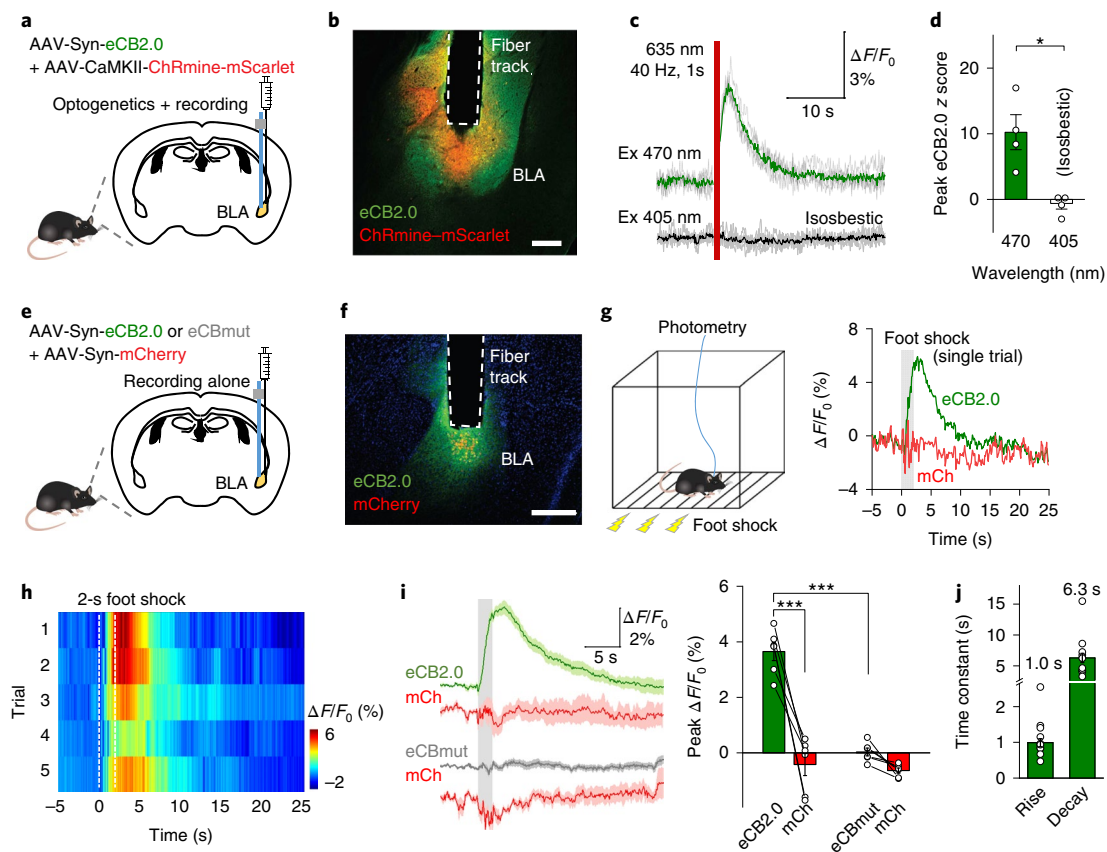 a
AAV-Syn-eCB2.0
+ AAV-CaMKII-ChRmine-mScarlet
Optogenetics + recording
BLA
b
Fiber
track
BLA
eCB2.0
ChRmine–mScarlet
c
635 nm
40 Hz, 1s
ΔF/F0
3%
10 s
Ex 470 nm
Ex 405 nm
Isosbestic
d
*
20
10
0
Peak eCB2.0 z score
(Isosbestic)
470
405
Wavelength (nm)
e
AAV-Syn-eCB2.0 or eCBmut
+ AAV-Syn-mCherry
Recording alone
BLA
f
Fiber
track
BLA
eCB2.0
mCherry
g
Photometry
Foot shock
8
4
0
−4
ΔF/F0 (%)
Foot shock
(single trial)
eCB2.0
mCh
−5 0 5 10 15 20 25
Time (s)
h
2-s foot shock
1
2
3
4
5
Trial
ΔF/F0 (%)
6
−2
−5 0 5 10 15 20 25
Time (s)
i
ΔF/F0
2%
5 s
eCB2.0
mCh
eCBmut
mCh
6
4
2
0
Peak ΔF/F0 (%)
***
***
eCB2.0
mCh
eCBmut
mCh
j
6.3 s
1.0 s
15
10
5
2
1
0
Time constant (s)
Rise
Decay